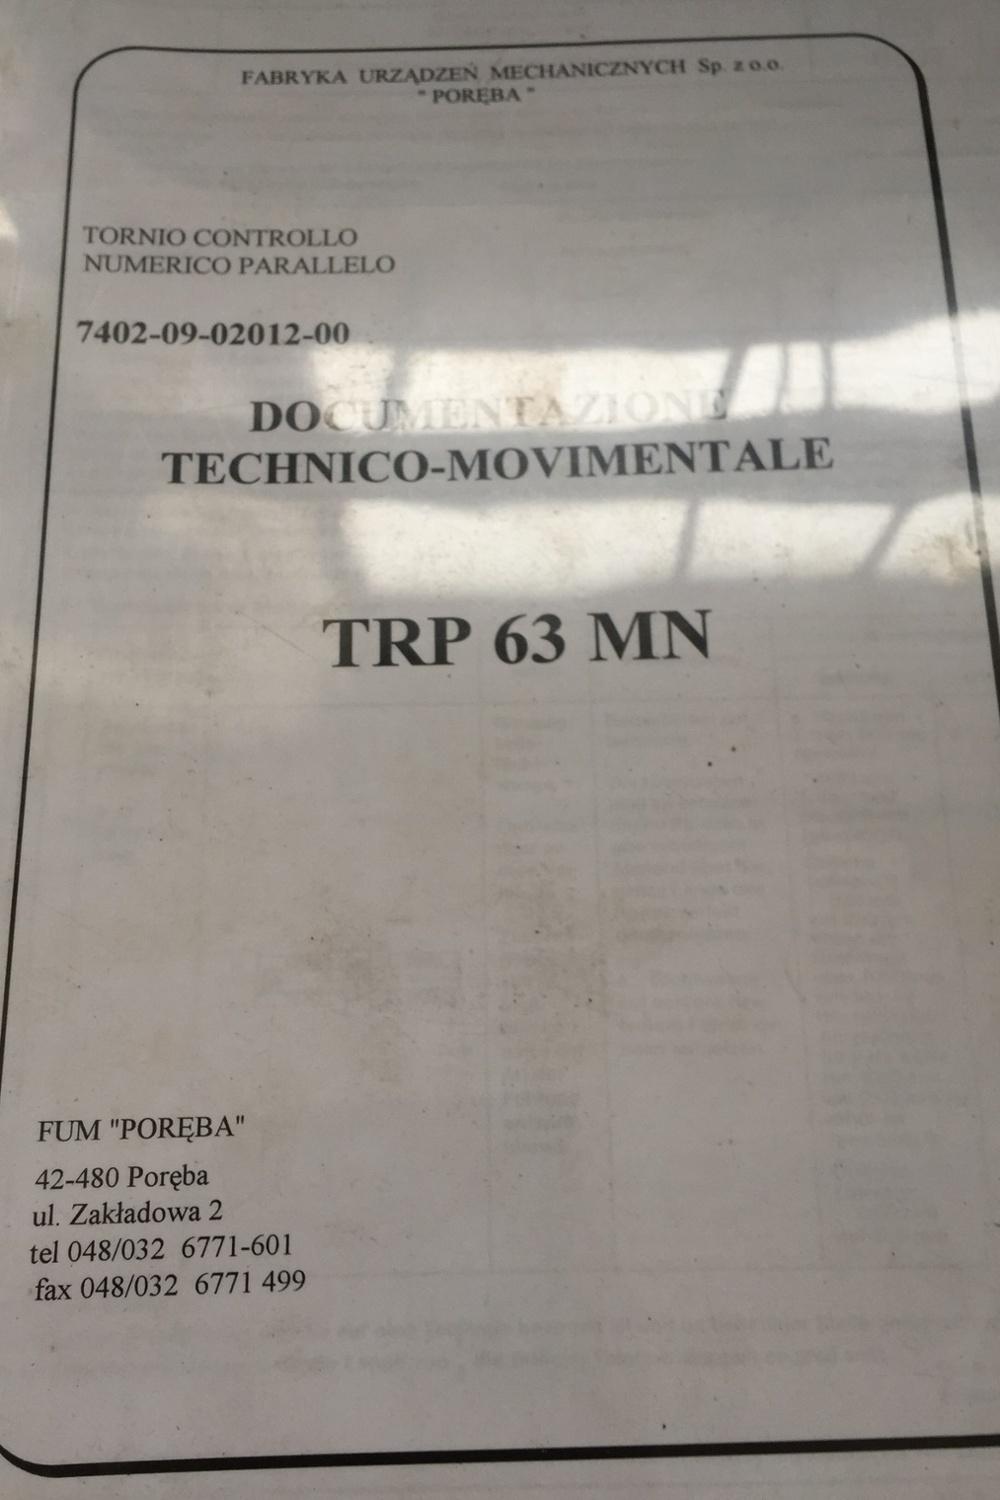 FABRYKA URZĄDZEŃ MECHANICZNYCH Sp. z o.o.
" PORĘBA "
TORNIO CONTROLLO
NUMERICO PARALLELO
7402-09-02012-00
DOCUMENTAZIONE
TECHNICO-MOVIMENTALE
TRP 63 MN
FUM "PORĘBA"
42-480 Poręba
ul. Zakładowa 2
tel 048/032 6771-601
fax 048/032 6771 499